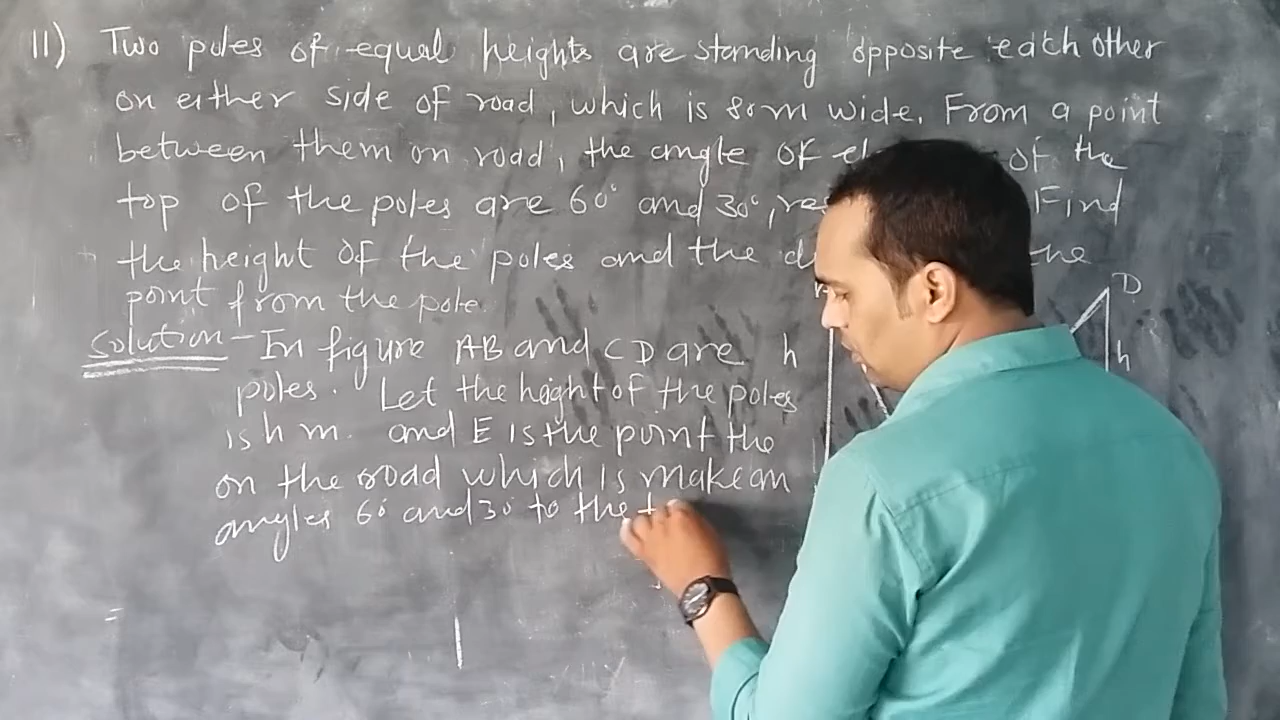 11) Two poles of equal heights are standing opposite each other
on either side of road, which is 80m wide. From a point
between them on road, the angle of of the
top of the poles are 60° and 30°, Find
the height of the poles and the the
point from the pole.
Solution - In figure AB and CD are
poles. Let the height of the poles
is h m. and E is the point the
on the road which is make an
angles 60° and 30° to the
h
D
h